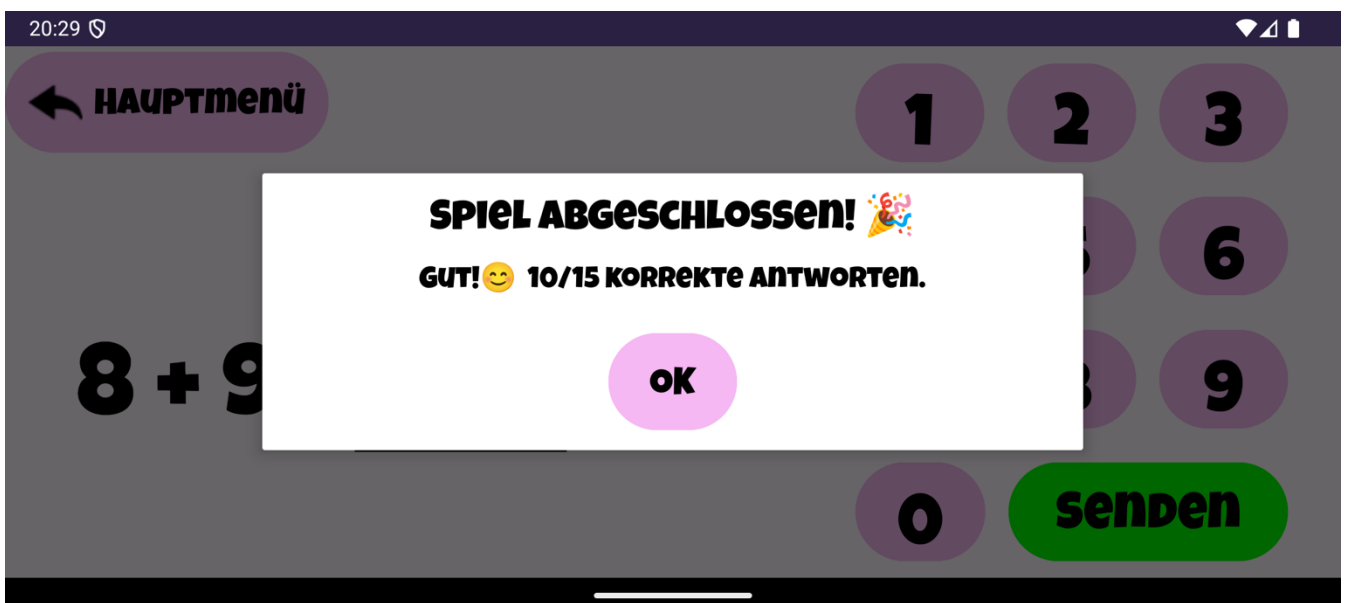 20:29
Hauptmenü
1 2 3
Spiel abgeschlossen! 🎉
6
Gut!😊 10/15 korrekte Antworten.
8 + 9
OK
9
0 Senden